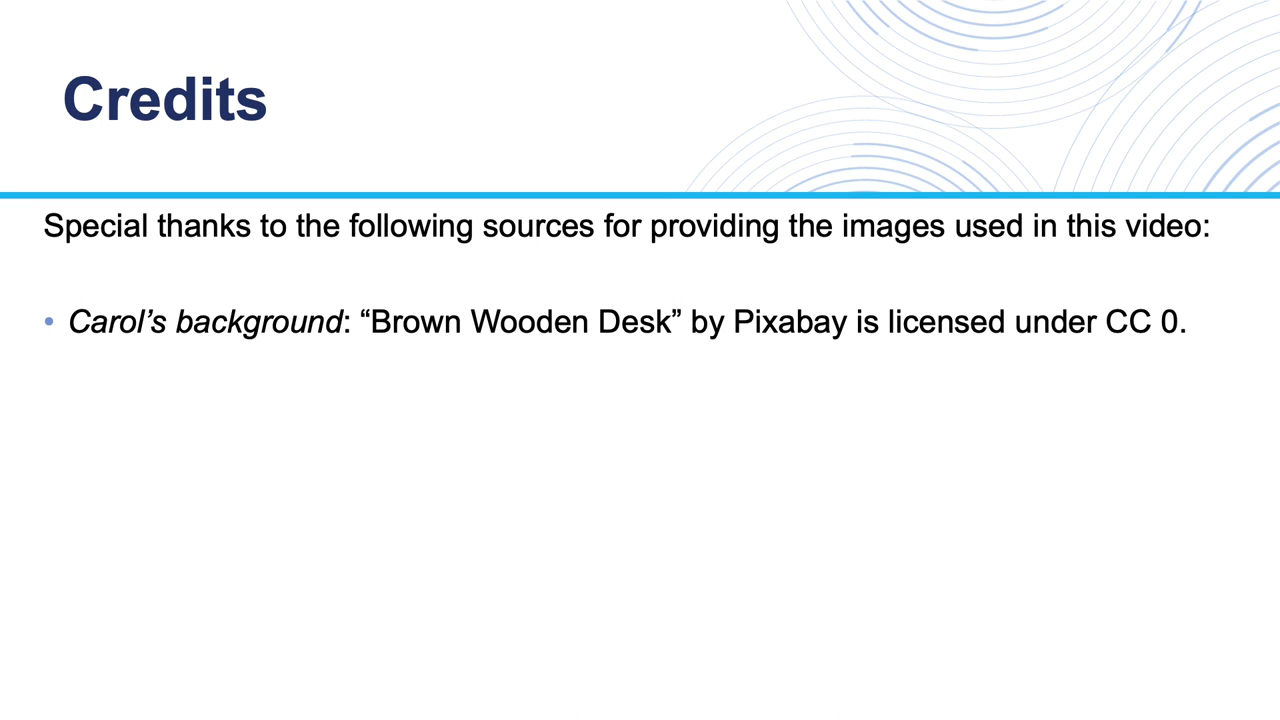 Credits
Special thanks to the following sources for providing the images used in this video:
• Carol’s background: “Brown Wooden Desk” by Pixabay is licensed under CC 0.